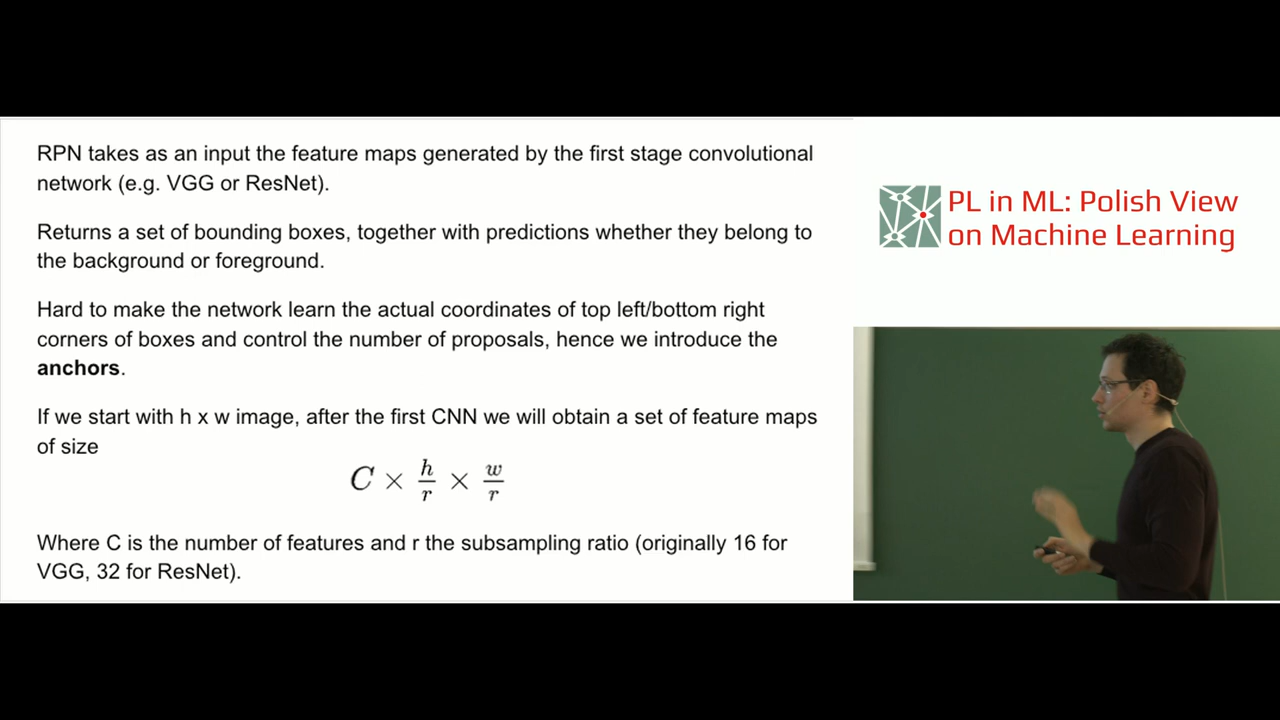 RPN takes as an input the feature maps generated by the first stage convolutional
network (e.g. VGG or ResNet).
Returns a set of bounding boxes, together with predictions whether they belong to
the background or foreground.
Hard to make the network learn the actual coordinates of top left/bottom right
corners of boxes and control the number of proposals, hence we introduce the
anchors.
If we start with h x w image, after the first CNN we will obtain a set of feature maps
of size
C × h/r × w/r
Where C is the number of features and r the subsampling ratio (originally 16 for
VGG, 32 for ResNet).
PL in ML: Polish View
on Machine Learning